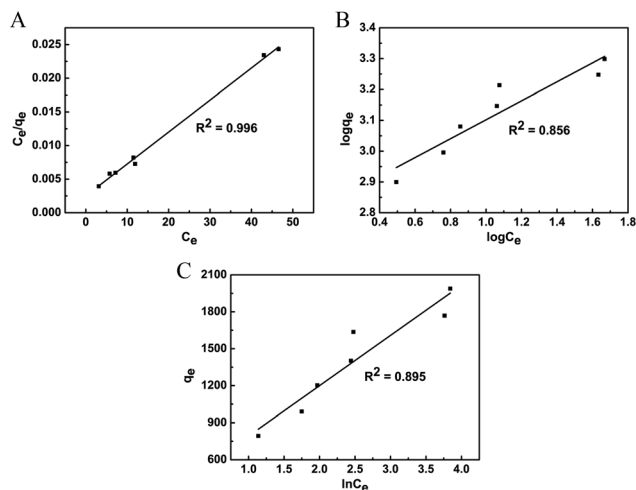 A
0.025
0.020
0.015
0.010
0.005
0.000
Ce/qe
R² = 0.996
0 10 20 30 40 50
Ce
B
3.4
3.3
3.2
3.1
3.0
2.9
2.8
logqe
R² = 0.856
0.4 0.6 0.8 1.0 1.2 1.4 1.6 1.8
logCe
C
2100
1800
1500
1200
900
600
qe
R² = 0.895
1.0 1.5 2.0 2.5 3.0 3.5 4.0
lnCe